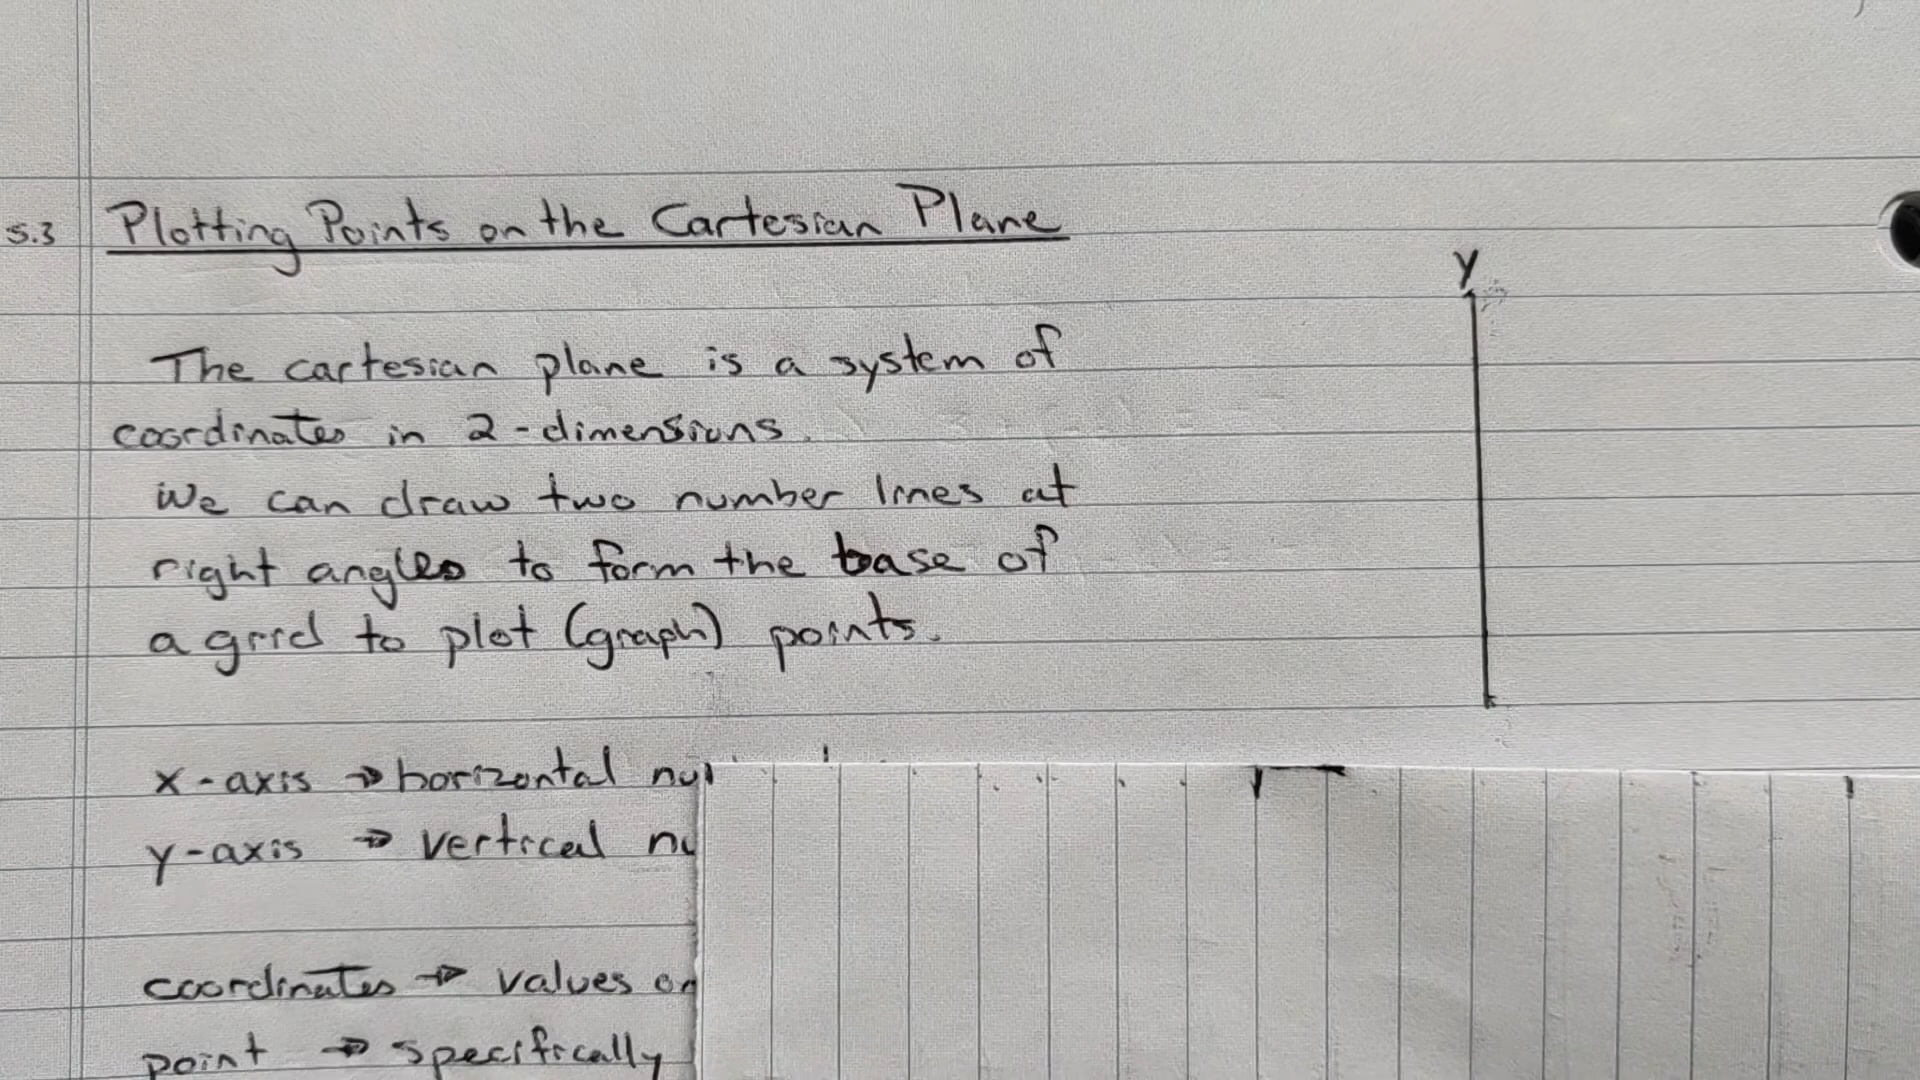 5.3 Plotting Points on the Cartesian Plane
y
The cartesian plane is a system of
coordinates in 2-dimensions.
We can draw two number lines at
right angles to form the base of
a grid to plot (graph) points.
x-axis → horizontal
y-axis → vertical
coordinates → values
point → specifically